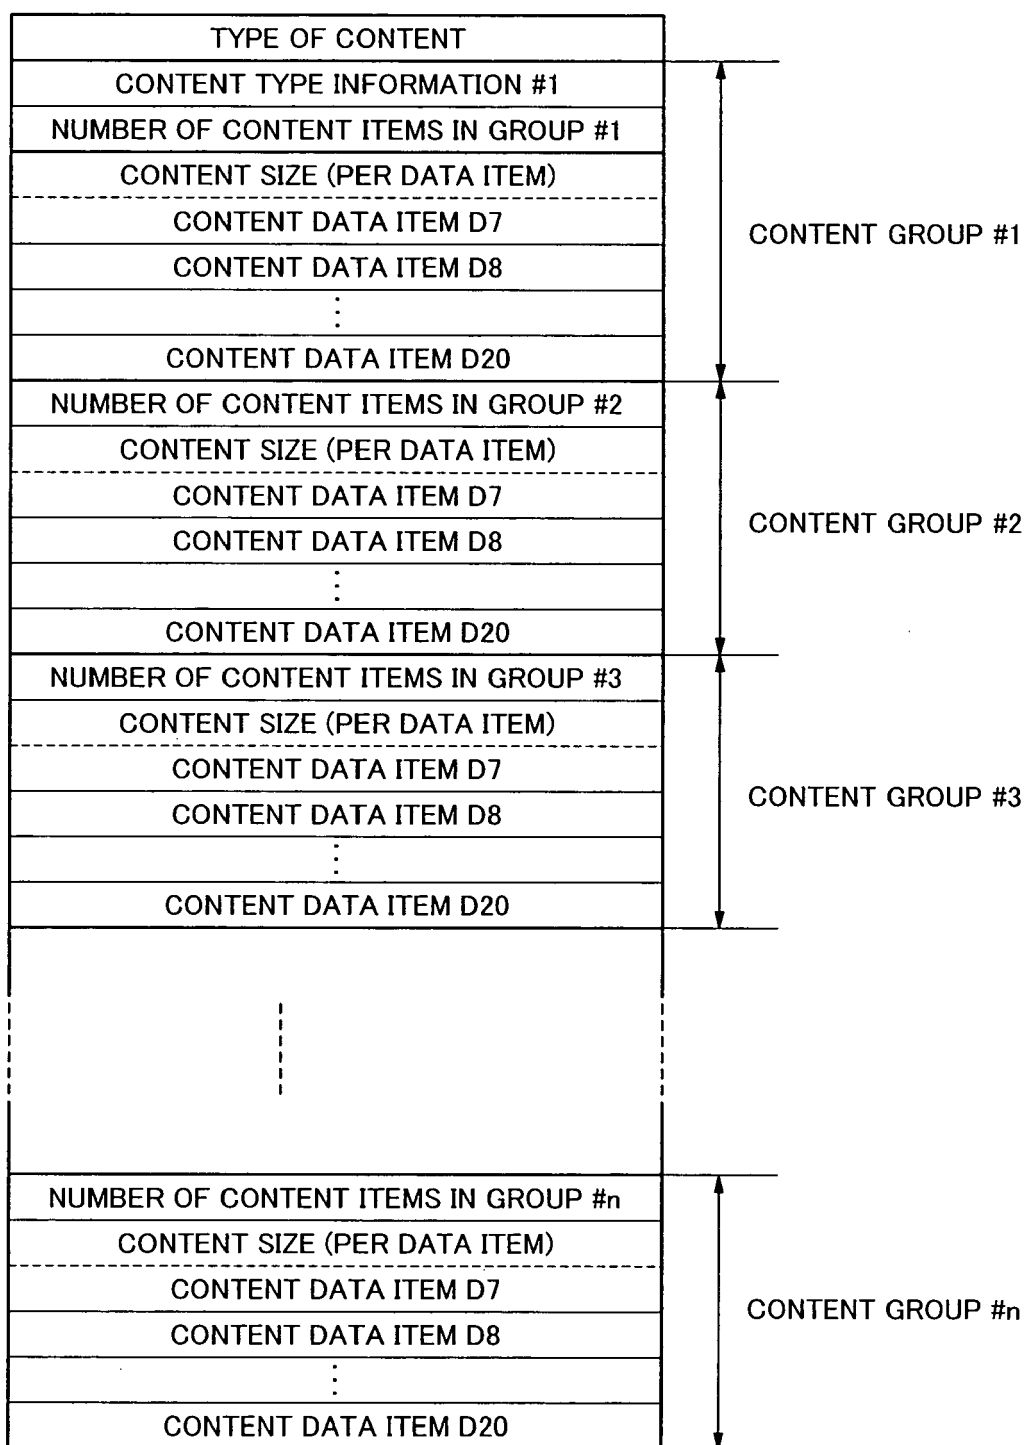 TYPE OF CONTENT
CONTENT TYPE INFORMATION #1
NUMBER OF CONTENT ITEMS IN GROUP #1
CONTENT SIZE (PER DATA ITEM)
CONTENT DATA ITEM D7
CONTENT DATA ITEM D8
CONTENT DATA ITEM D20
CONTENT GROUP #1
NUMBER OF CONTENT ITEMS IN GROUP #2
CONTENT SIZE (PER DATA ITEM)
CONTENT DATA ITEM D7
CONTENT DATA ITEM D8
CONTENT DATA ITEM D20
CONTENT GROUP #2
NUMBER OF CONTENT ITEMS IN GROUP #3
CONTENT SIZE (PER DATA ITEM)
CONTENT DATA ITEM D7
CONTENT DATA ITEM D8
CONTENT DATA ITEM D20
CONTENT GROUP #3
NUMBER OF CONTENT ITEMS IN GROUP #n
CONTENT SIZE (PER DATA ITEM)
CONTENT DATA ITEM D7
CONTENT DATA ITEM D8
CONTENT DATA ITEM D20
CONTENT GROUP #n